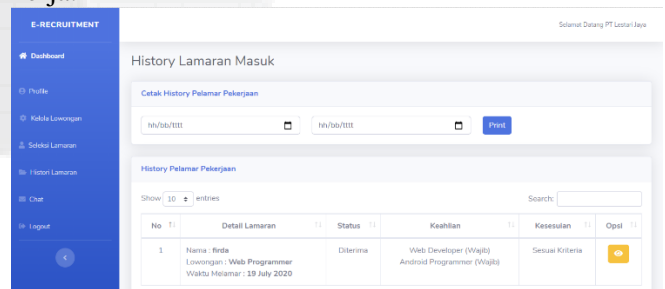 E-RECRUITMENT
Selamat Datang PT Lestari Jaya
Dashboard
Profile
Kelola Lowongan
Seleksi Lamaran
Histori Lamaran
Chat
Logout
History Lamaran Masuk
Cetak History Pelamar Pekerjaan
hh/bb/tttt hh/bb/tttt Print
History Pelamar Pekerjaan
Show 10 entries Search:
No Detail Lamaran Status Keahlian Kesesuian Opsi
1 Nama : firda Diterima Web Developer (Wajib) Sesuai Kriteria
Lowongan : Web Programmer Android Programmer (Wajib)
Waktu Melamar : 19 July 2020